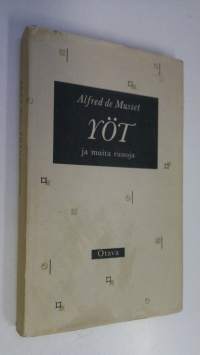 Alfred de Musset
YÖT
ja muita runoja
Otava